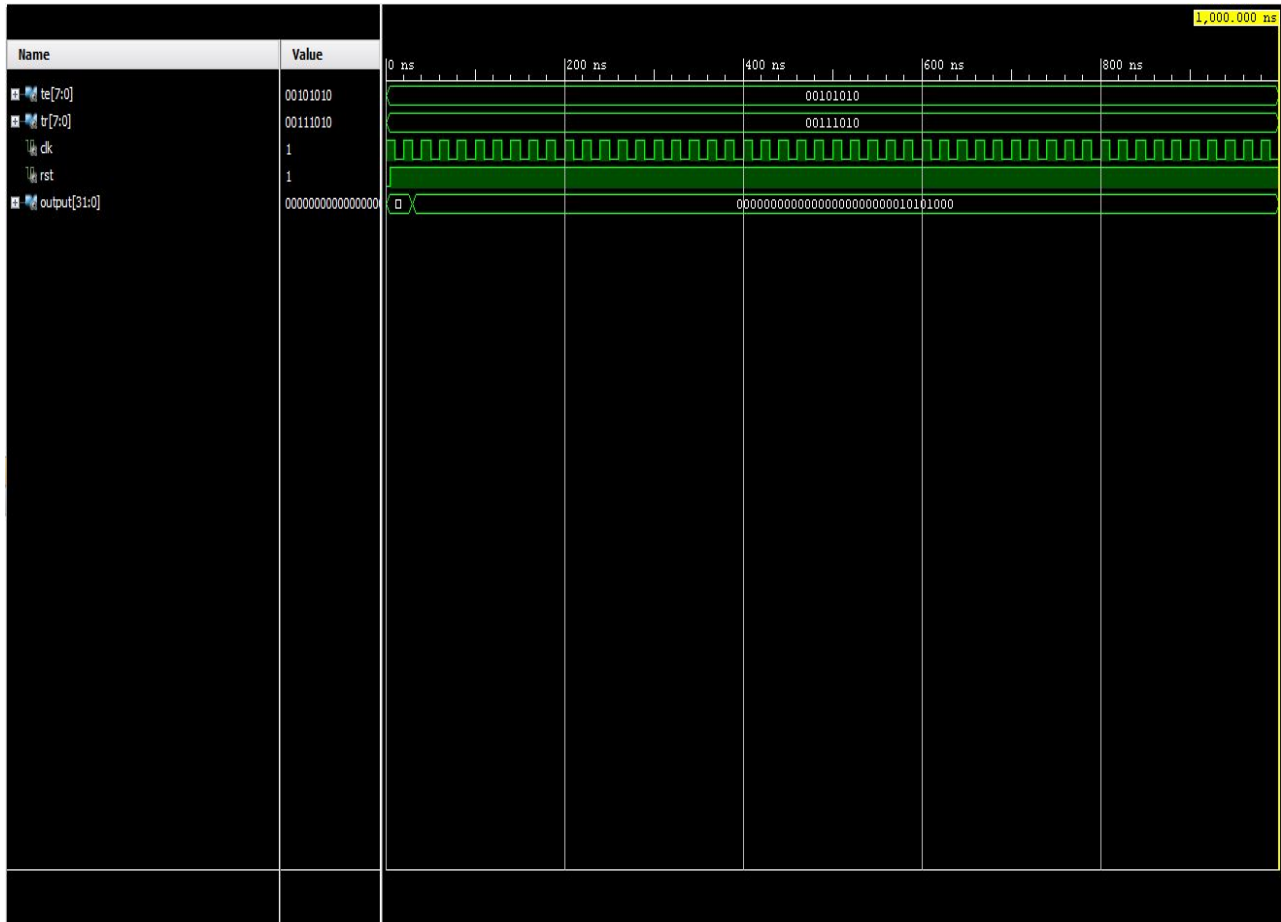 1,000.000 ns
Name Value
0 ns 200 ns 400 ns 600 ns 800 ns
te[7:0] 00101010 00101010
tr[7:0] 00111010 00111010
clk 1
rst 1
output[31:0] 0000000000000000 00000000000000000000000010101000